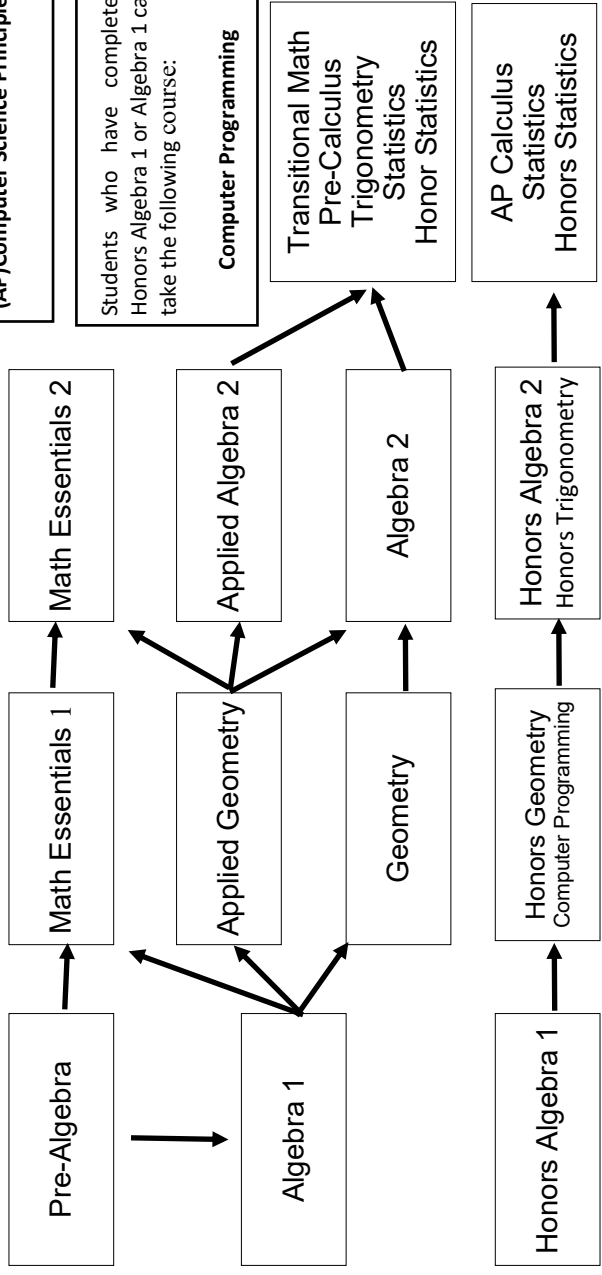 (AP)Computer Science Principle
Students who have complete
Honors Algebra 1 or Algebra 1 ca
take the following course:
Computer Programming
Pre-Algebra
Math Essentials 1
Math Essentials 2
Algebra 1
Applied Geometry
Applied Algebra 2
Geometry
Algebra 2
Transitional Math
Pre-Calculus
Trigonometry
Statistics
Honor Statistics
Honors Algebra 1
Honors Geometry
Computer Programming
Honors Algebra 2
Honors Trigonometry
AP Calculus
Statistics
Honors Statistics